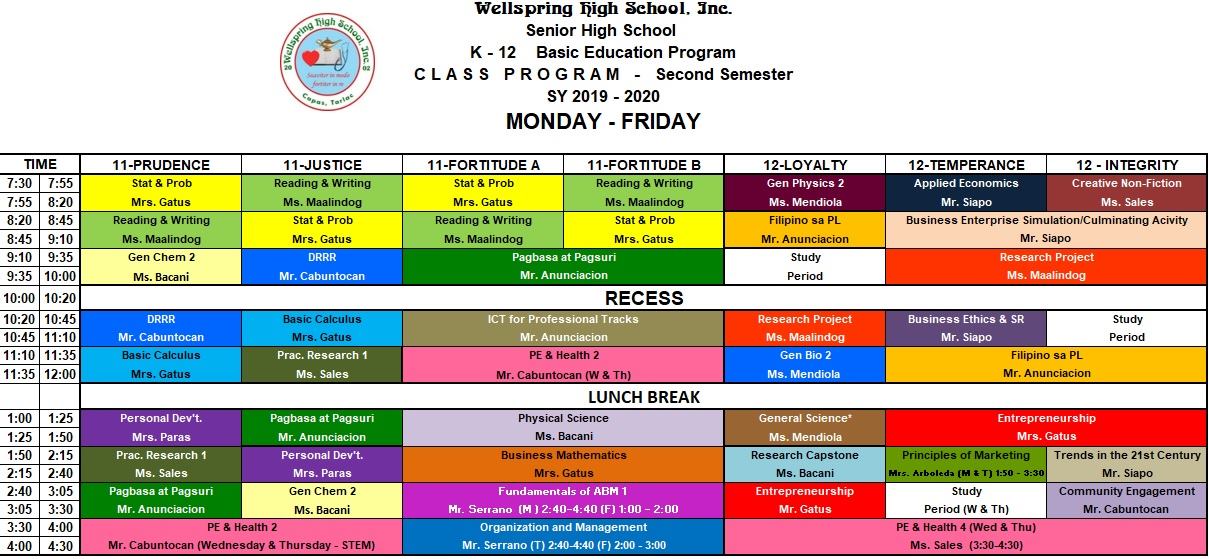 Wellspring High School, Inc.
Senior High School
K - 12 Basic Education Program
CLASS PROGRAM - Second Semester
SY 2019 - 2020
MONDAY - FRIDAY
Wellspring High School, Inc.
20 02
Suaviter in modo
fortiter in re
Capas, Tarlac
TIME 11-PRUDENCE 11-JUSTICE 11-FORTITUDE A 11-FORTITUDE B 12-LOYALTY 12-TEMPERANCE 12 - INTEGRITY
7:30 7:55 Stat & Prob Reading & Writing Stat & Prob Reading & Writing Gen Physics 2 Applied Economics Creative Non-Fiction
7:55 8:20 Mrs. Gatus Ms. Maalindog Mrs. Gatus Ms. Maalindog Ms. Mendiola Mr. Siapo Ms. Sales
8:20 8:45 Reading & Writing Stat & Prob Reading & Writing Stat & Prob Filipino sa PL Business Enterprise Simulation/Culminating Acivity
8:45 9:10 Ms. Maalindog Mrs. Gatus Ms. Maalindog Mrs. Gatus Mr. Anunciacion Mr. Siapo
9:10 9:35 Gen Chem 2 DRRR Pagbasa at Pagsuri Study Research Project
9:35 10:00 Ms. Bacani Mr. Cabuntocan Mr. Anunciacion Period Ms. Maalindog
10:00 10:20 RECESS
10:20 10:45 DRRR Basic Calculus ICT for Professional Tracks Research Project Business Ethics & SR Study
10:45 11:10 Mr. Cabuntocan Mrs. Gatus Mr. Anunciacion Ms. Maalindog Mr. Siapo Period
11:10 11:35 Basic Calculus Prac. Research 1 PE & Health 2 Gen Bio 2 Filipino sa PL
11:35 12:00 Mrs. Gatus Ms. Sales Mr. Cabuntocan (W & Th) Ms. Mendiola Mr. Anunciacion
LUNCH BREAK
1:00 1:25 Personal Dev't. Pagbasa at Pagsuri Physical Science General Science* Entrepreneurship
1:25 1:50 Mrs. Paras Mr. Anunciacion Ms. Bacani Ms. Mendiola Ms. Gatus
1:50 2:15 Prac. Research 1 Personal Dev't. Business Mathematics Research Capstone Principles of Marketing Trends in the 21st Century
2:15 2:40 Ms. Sales Mrs. Paras Mrs. Gatus Ms. Bacani Mrs. Arboleda (M & T) 1:50 - 3:30 Mr. Siapo
2:40 3:05 Pagbasa at Pagsuri Gen Chem 2 Fundamentals of ABM 1 Entrepreneurship Study Community Engagement
3:05 3:30 Mr. Anunciacion Ms. Bacani Mr. Serrano (M ) 2:40-4:40 (F) 1:00 - 2:00 Mr. Gatus Period (W & Th) Mr. Cabuntocan
3:30 4:00 PE & Health 2 Organization and Management PE & Health 4 (Wed & Thu)
4:00 4:30 Mr. Cabuntocan (Wednesday & Thursday - STEM) Mr. Serrano (T) 2:40-4:40 (F) 2:00 - 3:00 Ms. Sales (3:30-4:30)